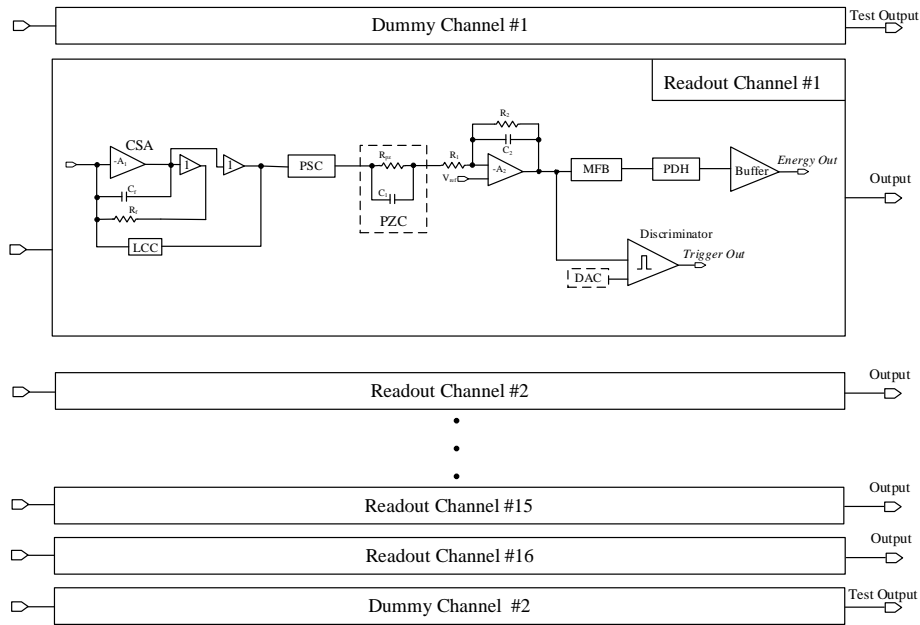 Dummy Channel #1
Test Output
Readout Channel #1
CSA
-A1
1
1
Cf
Rf
LCC
PSC
Rpz
C1
PZC
R1
Vref
R2
C2
-A2
MFB
PDH
Buffer
Energy Out
Output
Discriminator
Trigger Out
DAC
Readout Channel #2
Output
Readout Channel #15
Output
Readout Channel #16
Output
Dummy Channel #2
Test Output